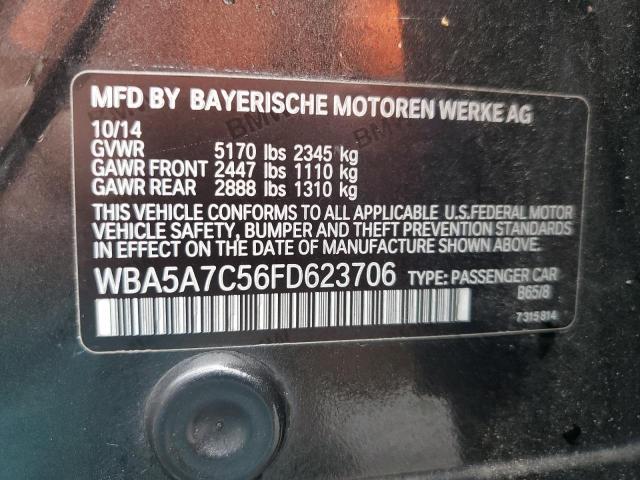 MFD BY BAYERISCHE MOTOREN WERKE AG
10/14
GVWR 5170 lbs 2345 kg
GAWR FRONT 2447 lbs 1110 kg
GAWR REAR 2888 lbs 1310 kg
THIS VEHICLE CONFORMS TO ALL APPLICABLE U.S.FEDERAL MOTOR
VEHICLE SAFETY, BUMPER AND THEFT PREVENTION STANDARDS
IN EFFECT ON THE DATE OF MANUFACTURE SHOWN ABOVE.
WBA5A7C56FD623706 TYPE: PASSENGER CAR
B65/8
7315814